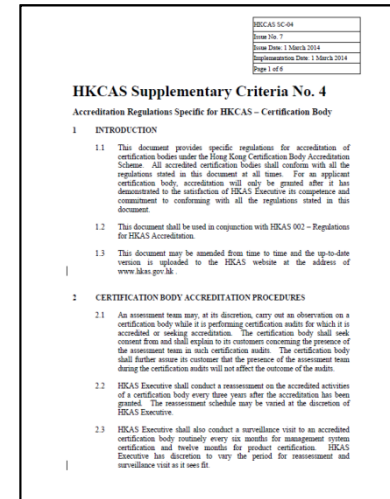 HKCAS SC-04
Issue No. 7
Issue Date: 1 March 2014
Implementation Date: 1 March 2014
Page 1 of 6
HKCAS Supplementary Criteria No. 4
Accreditation Regulations Specific for HKCAS – Certification Body
1 INTRODUCTION
1.1 This document provides specific regulations for accreditation of
certification bodies under the Hong Kong Certification Body Accreditation
Scheme. All accredited certification bodies shall conform with all the
regulations stated in this document at all times. For an applicant
certification body, accreditation will only be granted after it has
demonstrated to the satisfaction of HKAS Executive its competence and
commitment to conforming with all the regulations stated in this
document.
1.2 This document shall be used in conjunction with HKAS 002 – Regulations
for HKAS Accreditation.
1.3 This document may be amended from time to time and the up-to-date
version is uploaded to the HKAS website at the address of
www.hkas.gov.hk .
2 CERTIFICATION BODY ACCREDITATION PROCEDURES
2.1 An assessment team may, at its discretion, carry out an observation on a
certification body while it is performing certification audits for which it is
accredited or seeking accreditation. The certification body shall seek
consent from and shall explain to its customers concerning the presence of
the assessment team in such certification audits. The certification body
shall further assure its customer that the presence of the assessment team
during the certification audits will not affect the outcome of the audits.
2.2 HKAS Executive shall conduct a reassessment on the accredited activities
of a certification body every three years after the accreditation has been
granted. The reassessment schedule may be varied at the discretion of
HKAS Executive.
2.3 HKAS Executive shall also conduct a surveillance visit to an accredited
certification body routinely every six months for management system
certification and twelve months for product certification. HKAS
Executive has discretion to vary the period for reassessment and
surveillance visit as it sees fit.